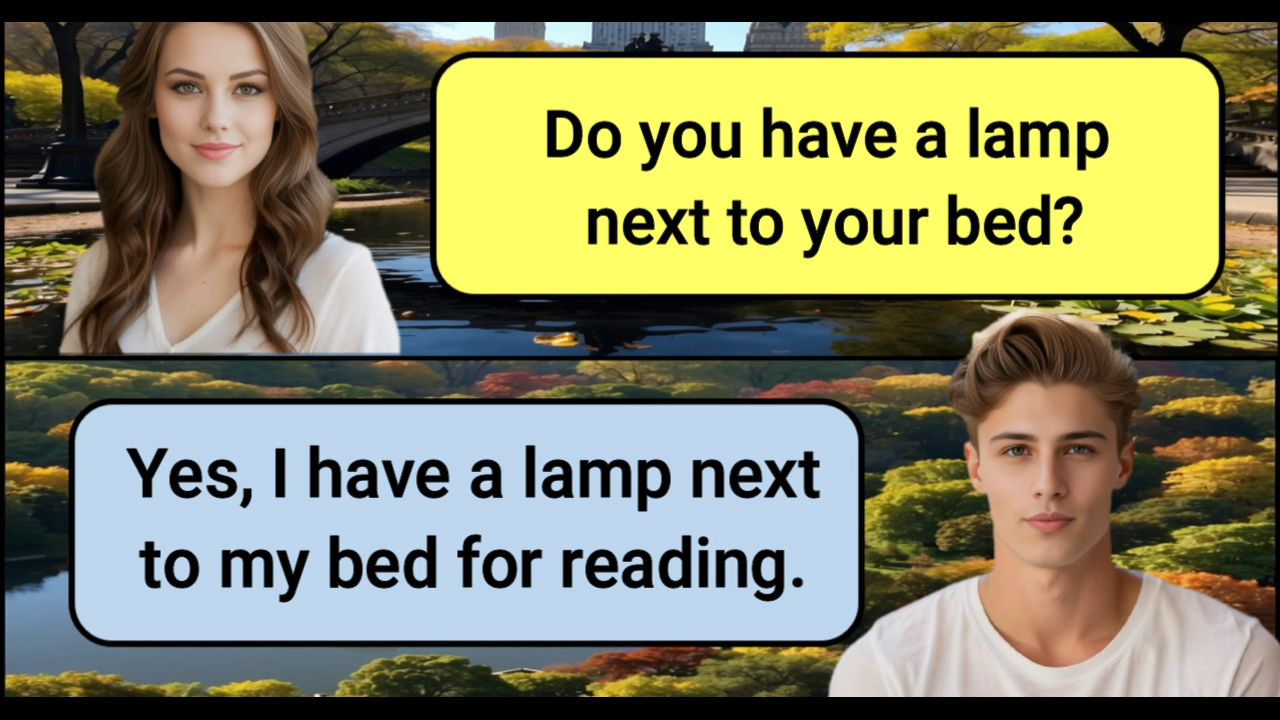 Do you have a lamp
next to your bed?
Yes, I have a lamp next
to my bed for reading.